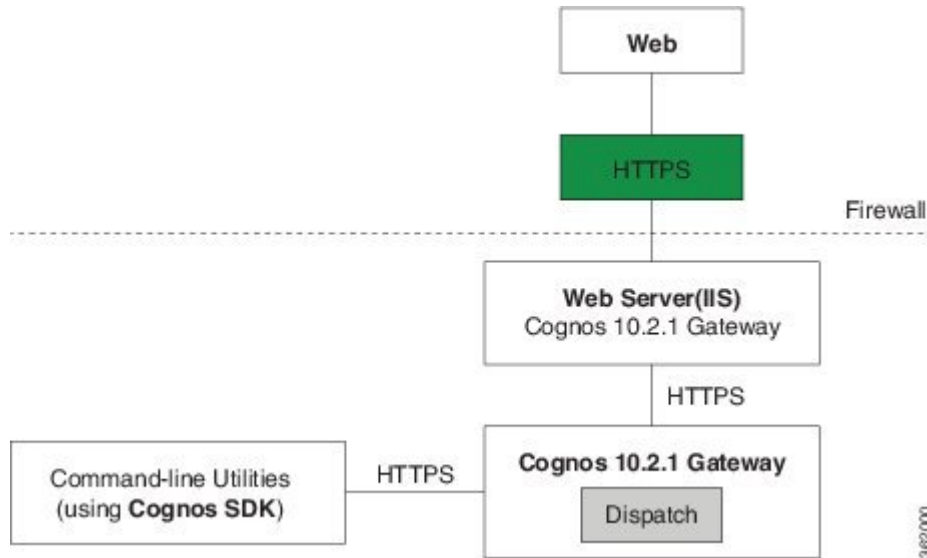 Web
HTTPS
Firewall
Web Server(IIS)
Cognos 10.2.1 Gateway
HTTPS
Cognos 10.2.1 Gateway
Dispatch
Command-line Utilities
(using Cognos SDK)
HTTPS